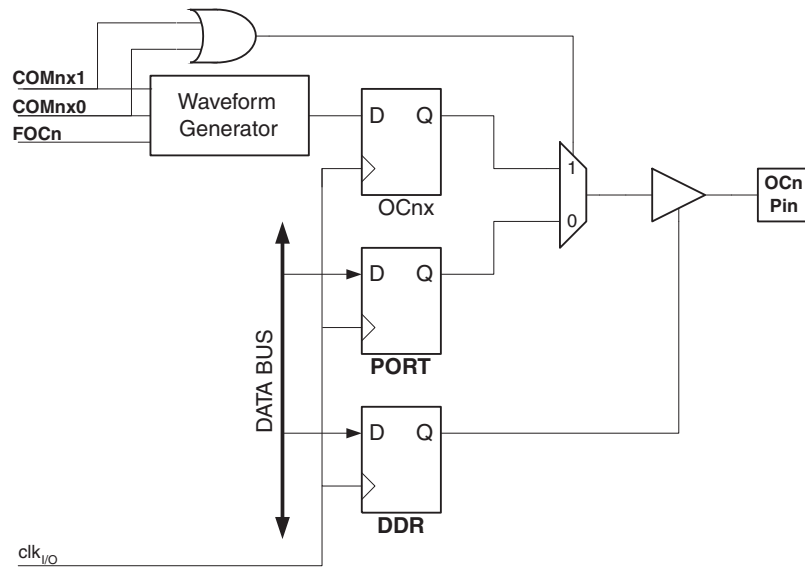 COMnx1
COMnx0
FOCn
Waveform
Generator
D Q
OCnx
1
0
OCn
Pin
D Q
PORT
DATA BUS
D Q
DDR
clkI/O